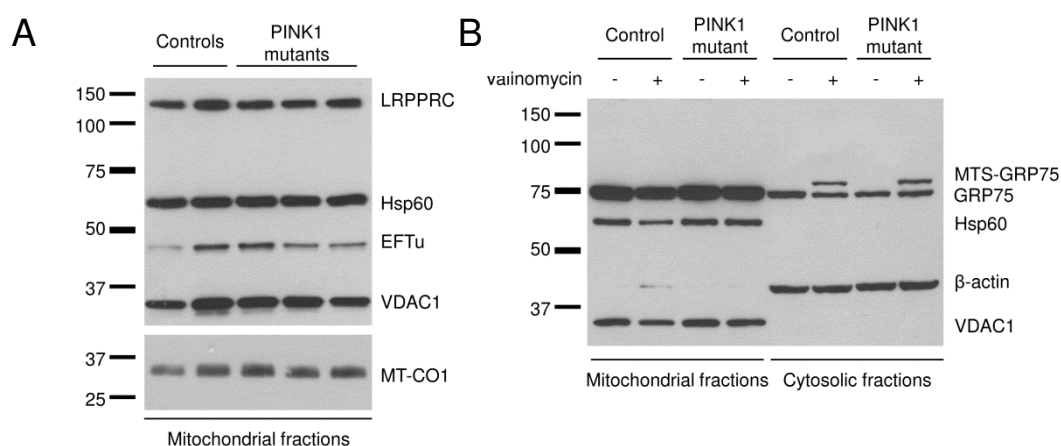 A
Controls
PINK1
mutants
150
100
75
50
37
37
25
LRPPRC
Hsp60
EFTu
VDAC1
MT-CO1
Mitochondrial fractions
B
Control
PINK1
mutant
Control
PINK1
mutant
valinomycin - + - + - + - +
150
100
75
50
37
MTS-GRP75
GRP75
Hsp60
β-actin
VDAC1
Mitochondrial fractions
Cytosolic fractions